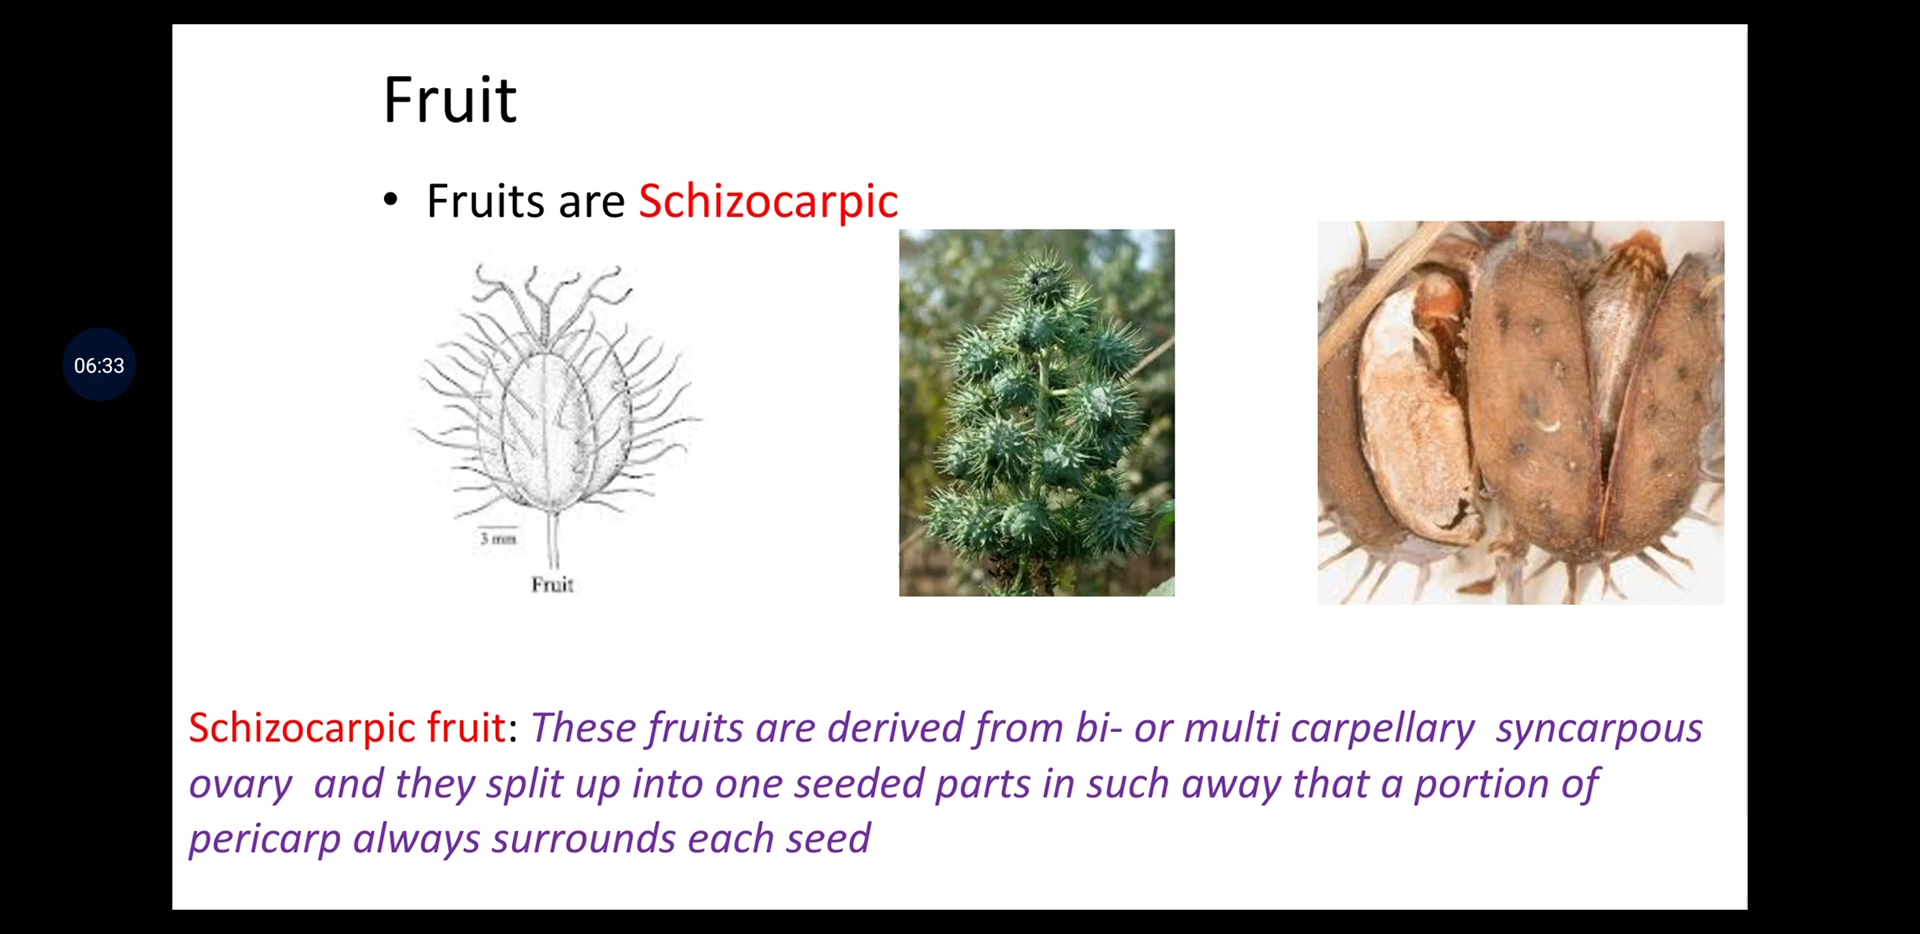 Fruit
• Fruits are Schizocarpic
06:33
3 mm
Fruit
Schizocarpic fruit: These fruits are derived from bi- or multi carpellary  syncarpous
ovary  and they split up into one seeded parts in such away that a portion of
pericarp always surrounds each seed